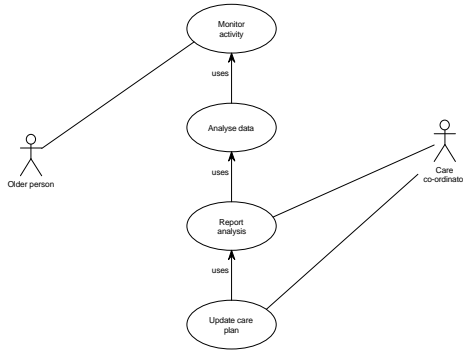 Monitor
activity
uses
Analyse data
Older person
uses
Care
co-ordinato
Report
analysis
uses
Update care
plan